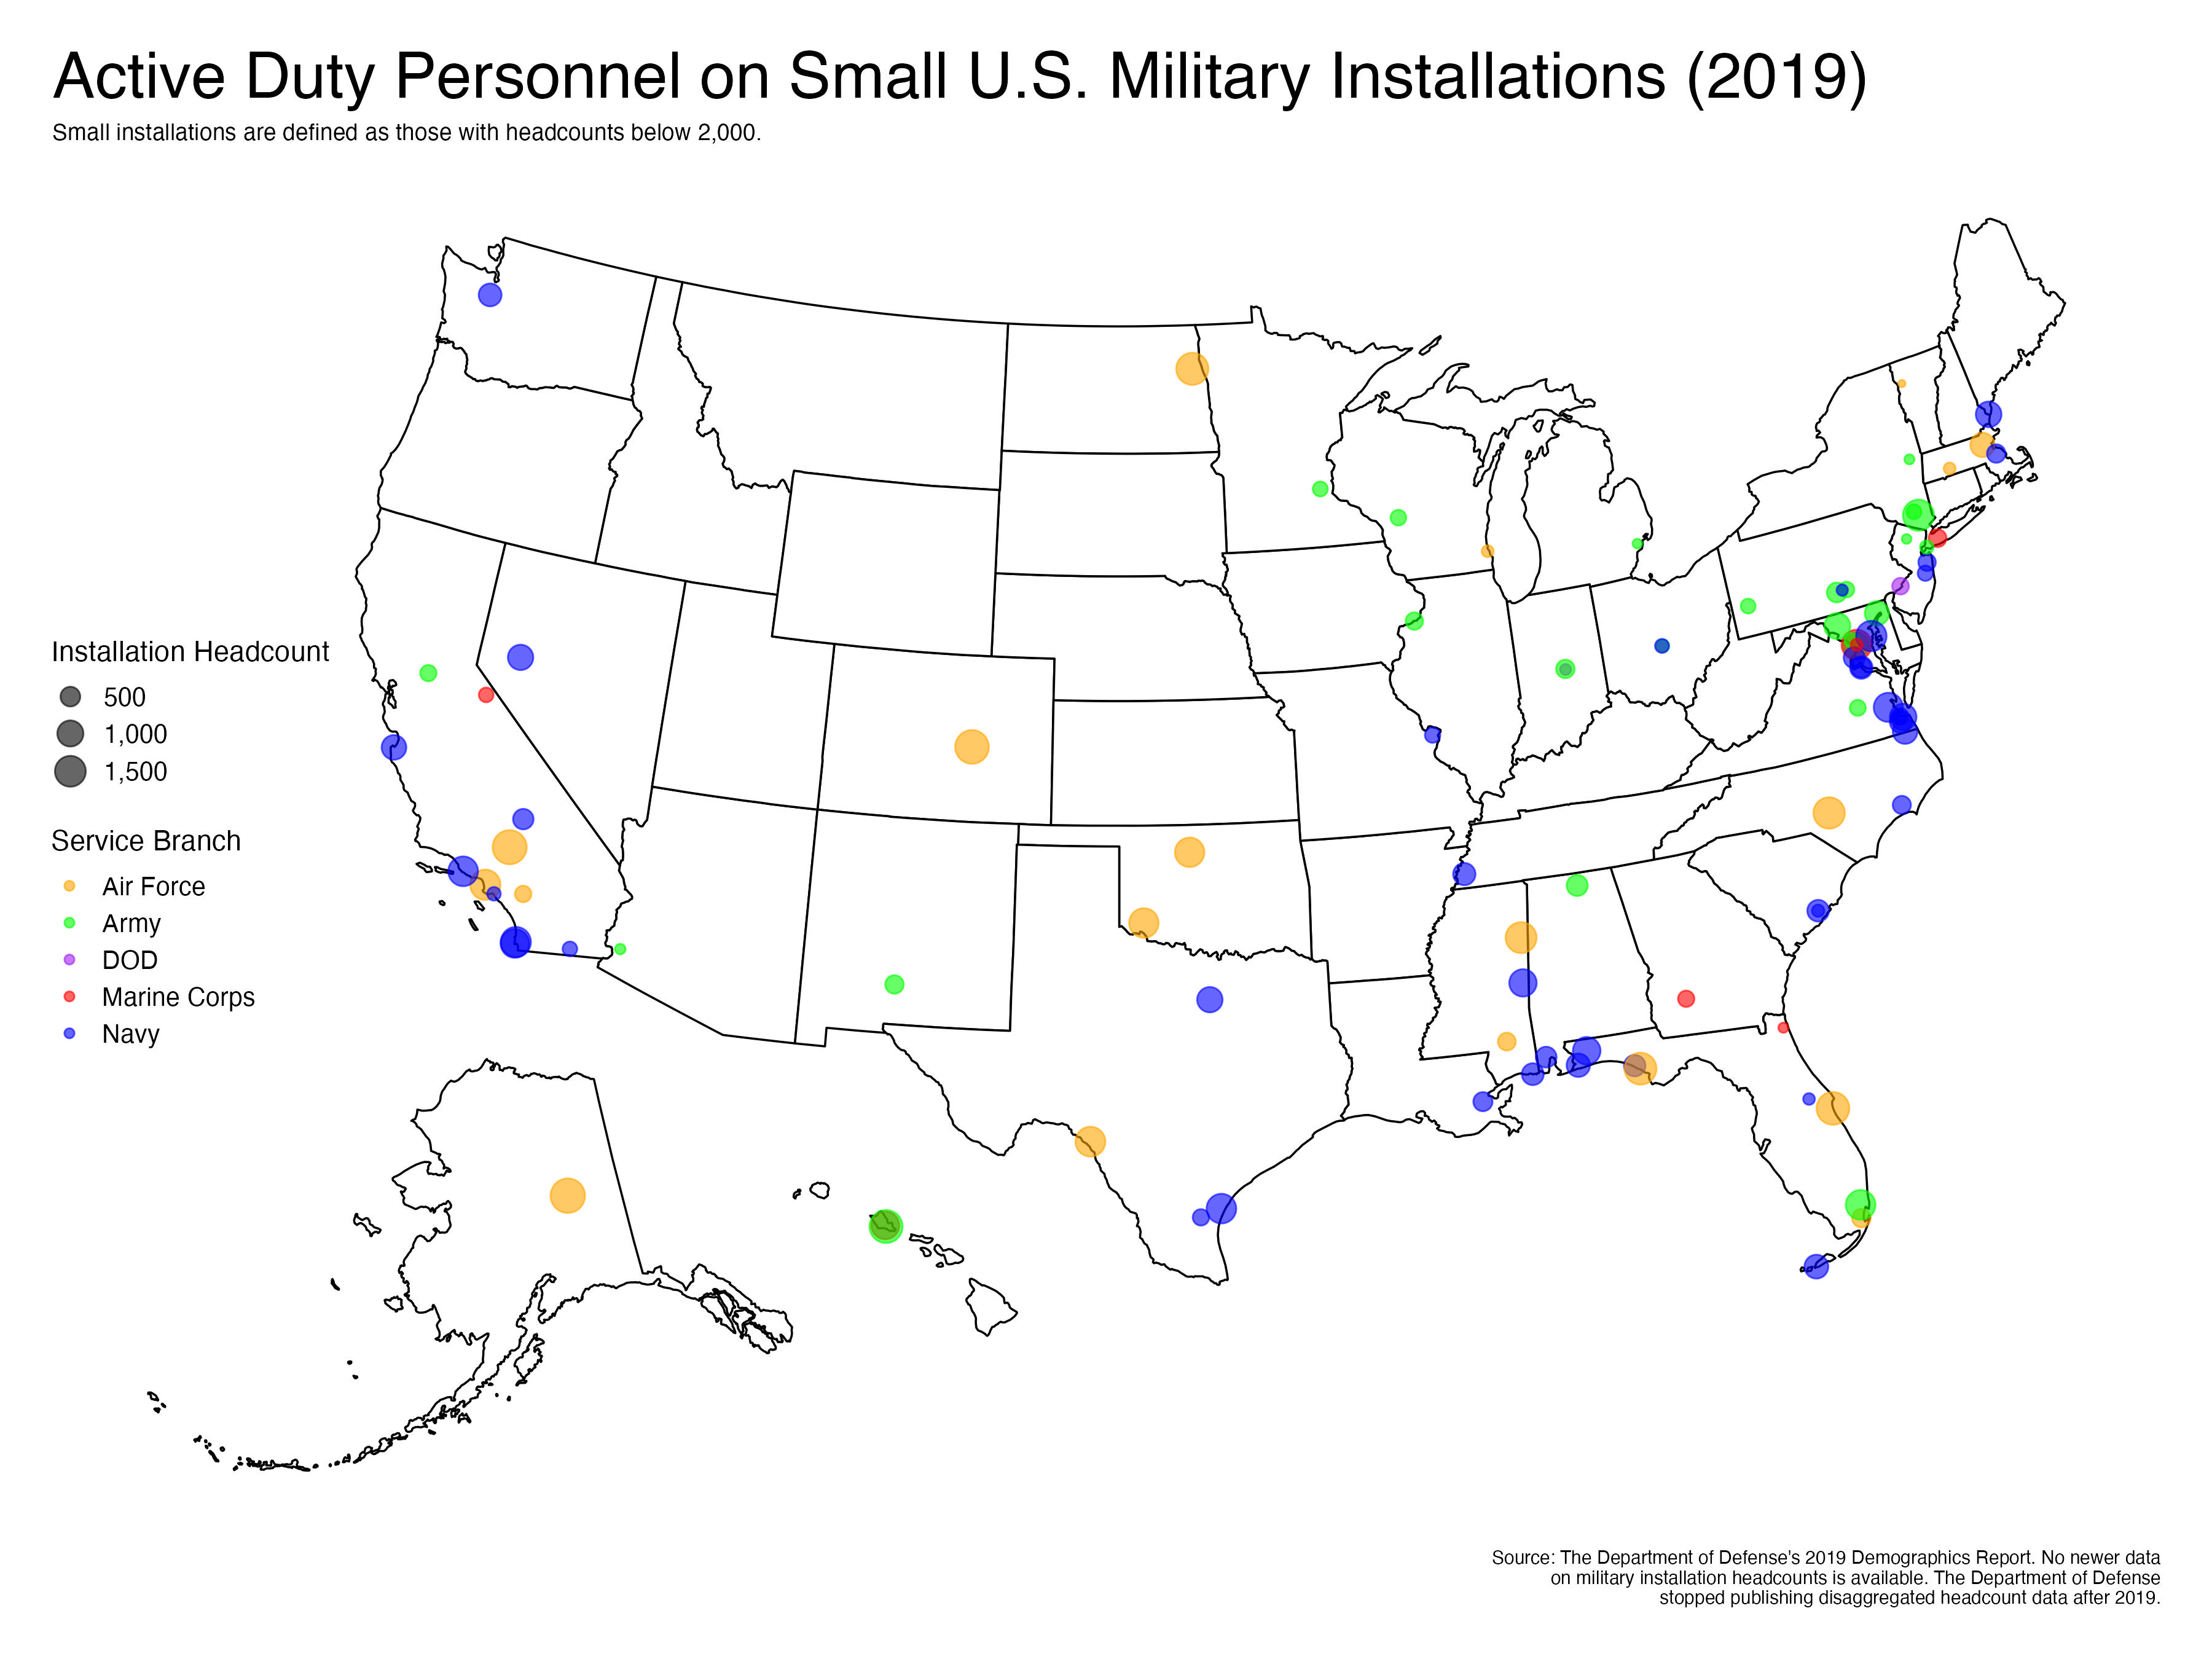 Active Duty Personnel on Small U.S. Military Installations (2019)
Small installations are defined as those with headcounts below 2,000.
Installation Headcount
500
1,000
1,500
Service Branch
Air Force
Army
DOD
Marine Corps
Navy
Source: The Department of Defense's 2019 Demographics Report. No newer data
on military installation headcounts is available. The Department of Defense
stopped publishing disaggregated headcount data after 2019.